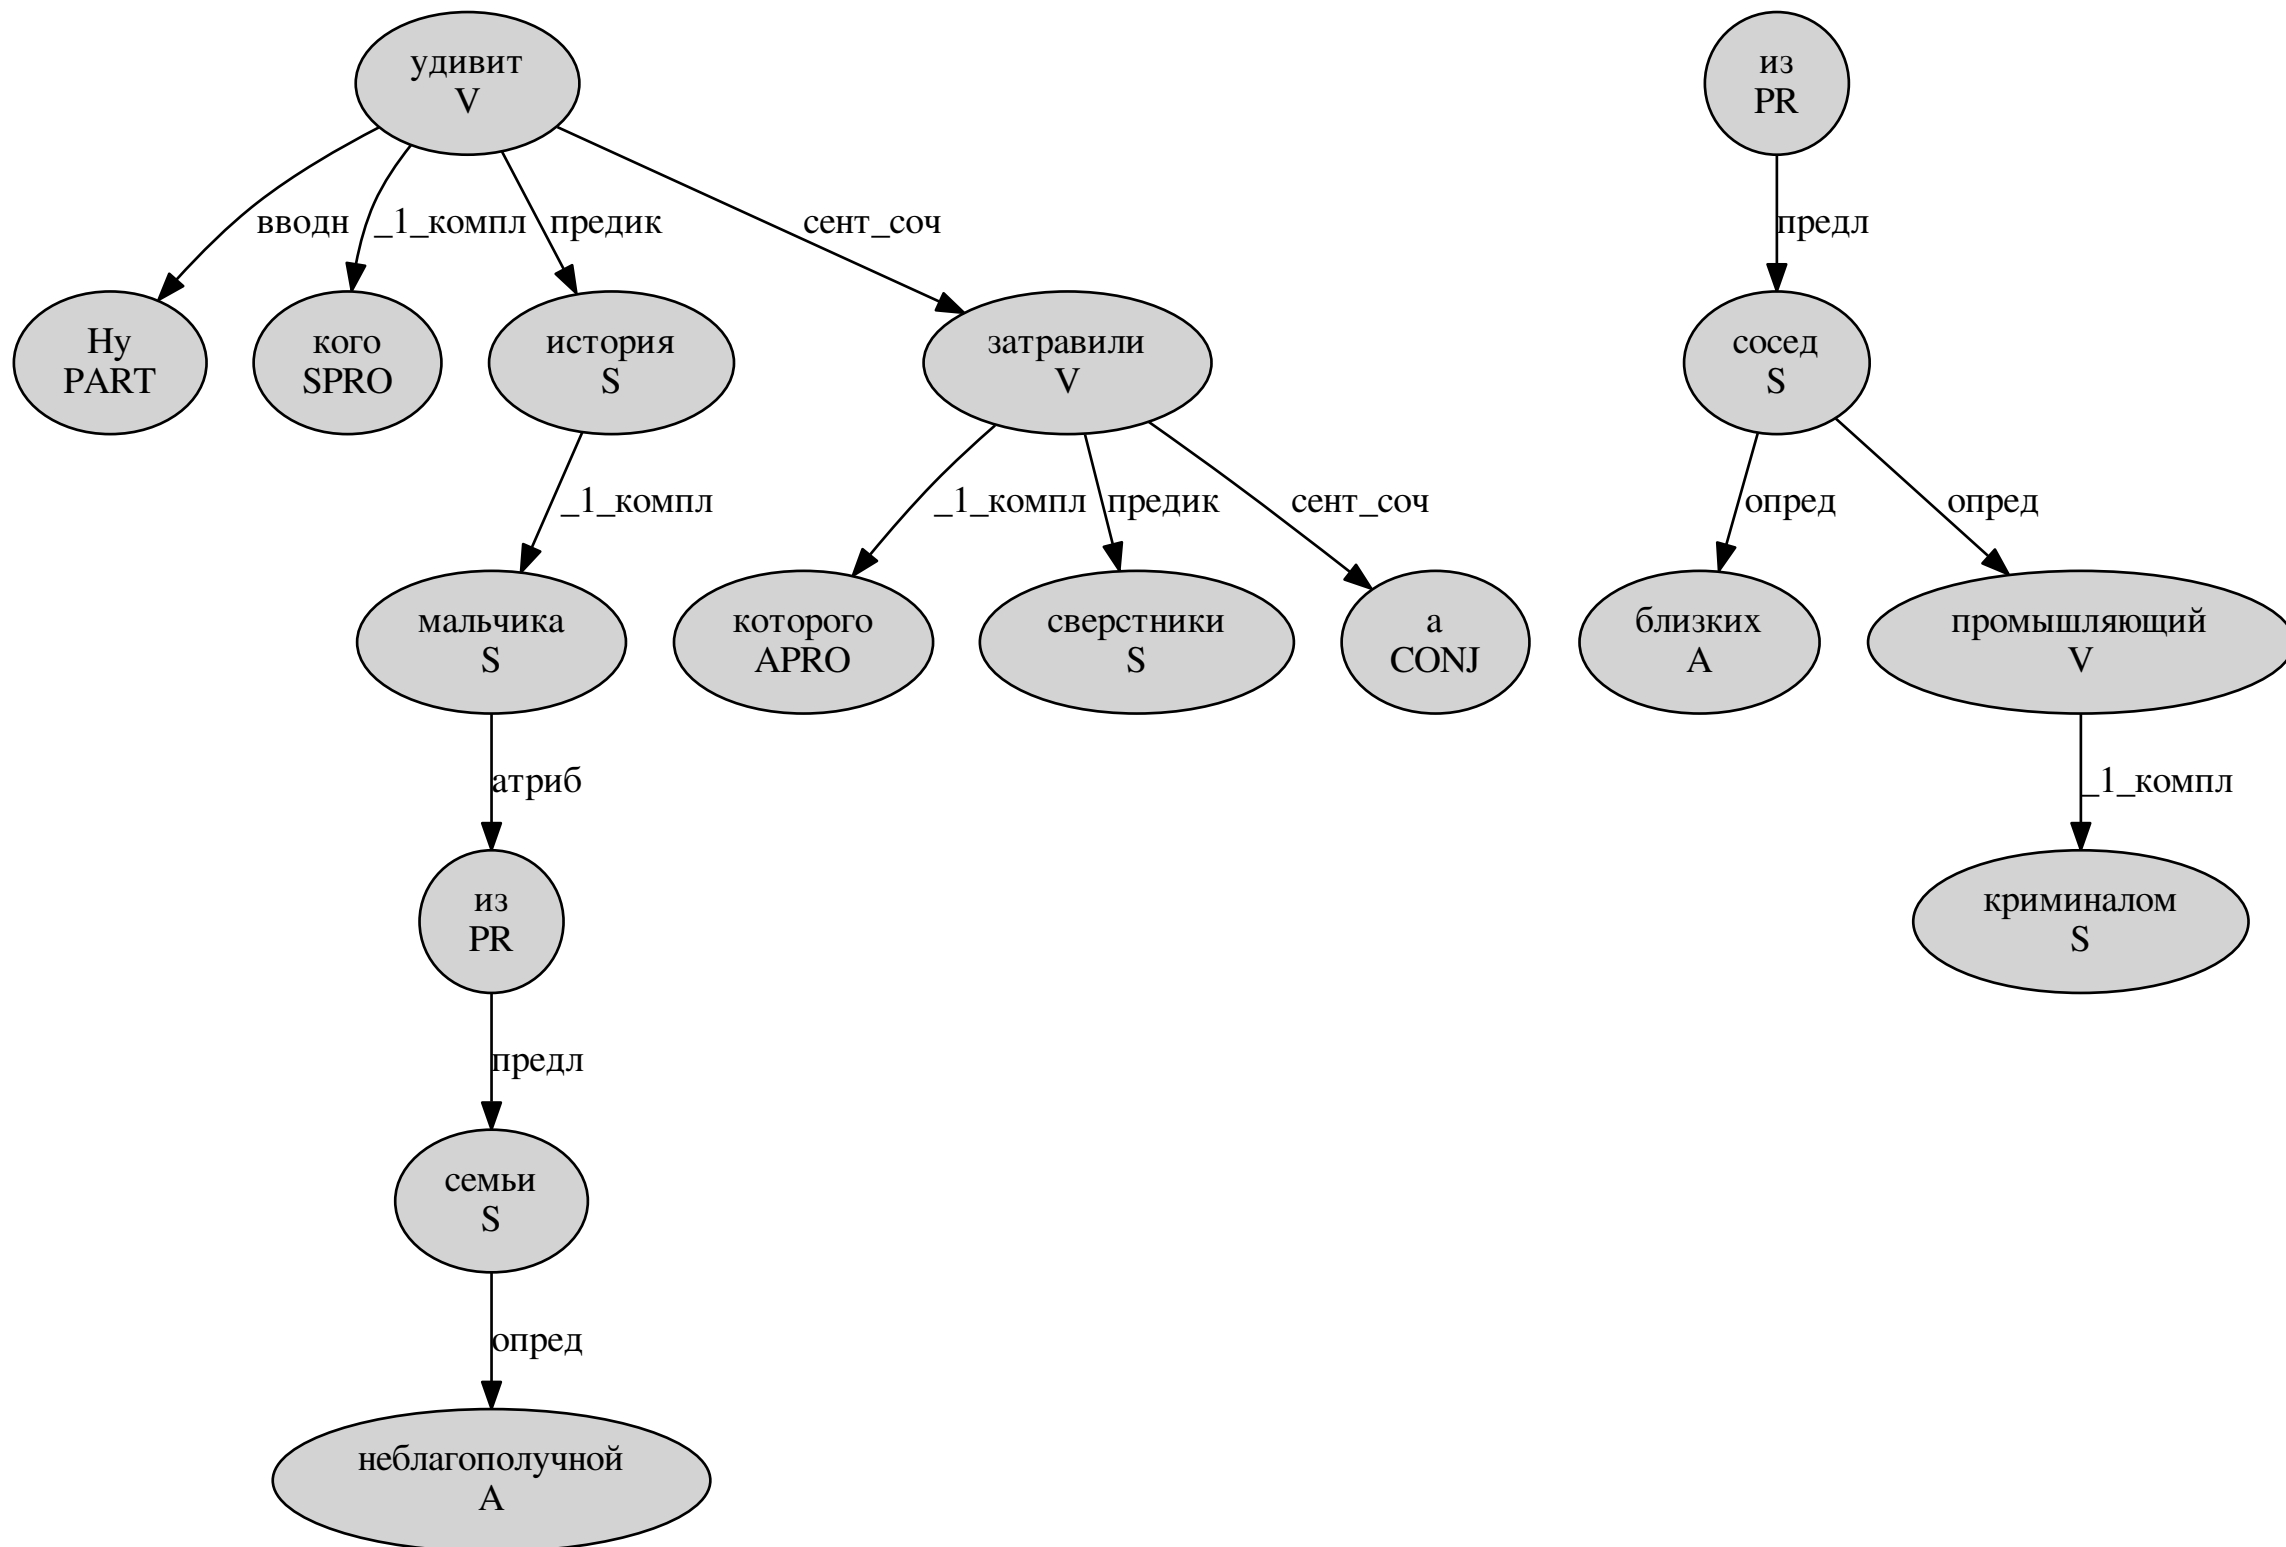 удивит
V
из
PR
вводн
_1_компл
предик
сент_соч
предл
Ну
PART
кого
SPRO
история
S
затравили
V
сосед
S
_1_компл
_1_компл
предик
сент_соч
опред
опред
мальчика
S
которого
APRO
сверстники
S
а
CONJ
близких
A
промышляющий
V
атриб
_1_компл
из
PR
криминалом
S
предл
семьи
S
опред
неблагополучной
A